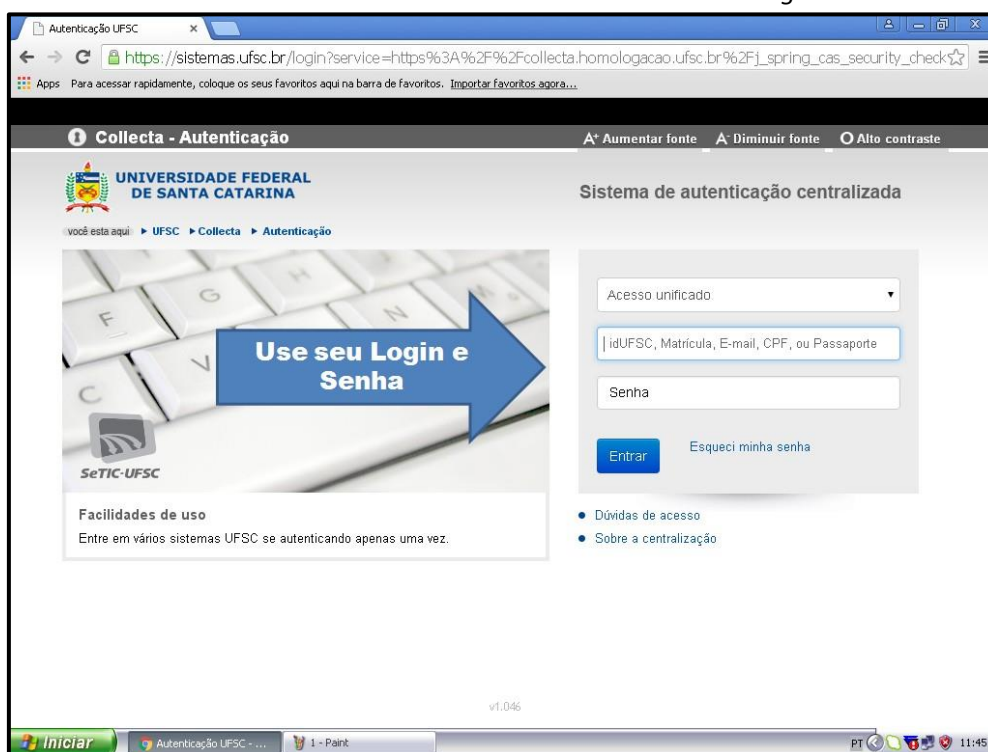 Autenticação UFSC
https://sistemas.ufsc.br/login?service=https%3A%2F%2Fcollecta.homologacao.ufsc.br%2Fj_spring_cas_security_check
Apps Para acessar rapidamente, coloque os seus favoritos aqui na barra de favoritos. Importar favoritos agora...
Collecta - Autenticação
A+ Aumentar fonte A- Diminuir fonte Alto contraste
UNIVERSIDADE FEDERAL
DE SANTA CATARINA
Sistema de autenticação centralizada
você esta aqui UFSC Collecta Autenticação
Use seu Login e
Senha
SeTIC-UFSC
Acesso unificado
idUFSC, Matrícula, E-mail, CPF, ou Passaporte
Senha
Entrar
Esqueci minha senha
Facilidades de uso
Entre em vários sistemas UFSC se autenticando apenas uma vez.
Dúvidas de acesso
Sobre a centralização
v1.046
Iniciar Autenticação UFSC - ... 1 - Paint PT 11:45